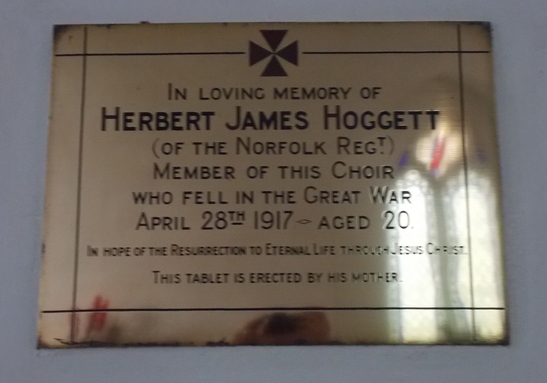 In loving memory of
Herbert James Hoggett
(of the Norfolk Regt)
Member of this Choir
who fell in the Great War
April 28th 1917 – aged 20.
In hope of the Resurrection to Eternal Life through Jesus Christ.
This tablet is erected by his mother.